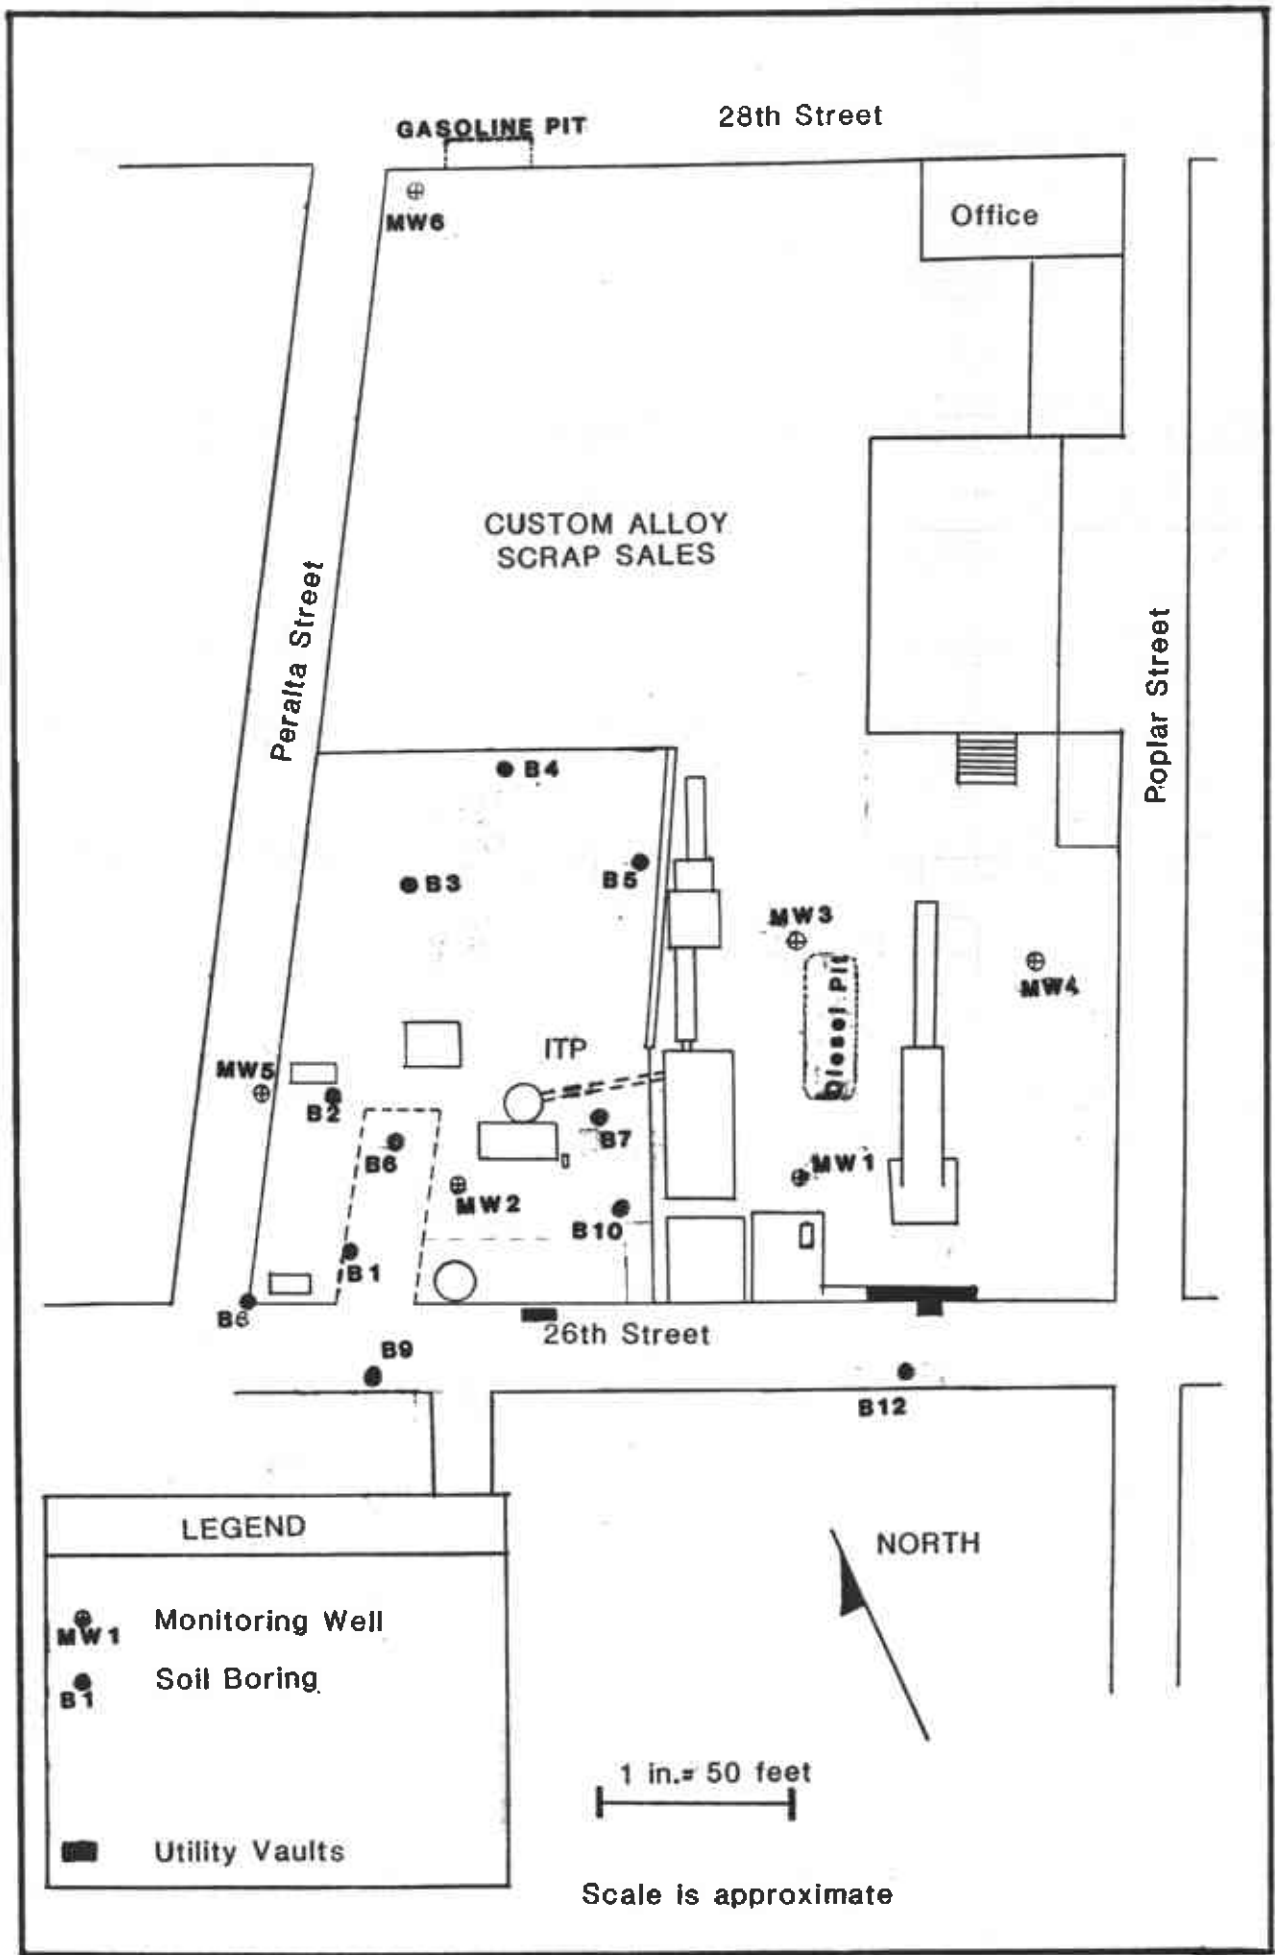 28th Street
GASOLINE PIT
MW6
Office
CUSTOM ALLOY
SCRAP SALES
Peralta Street
Poplar Street
B4
B5
B3
MW3
MW4
Diesel Pit
ITP
MW5
B2
B7
B6
MW1
MW2
B10
B1
B6
26th Street
B9
B12
LEGEND
MW1 Monitoring Well
B1 Soil Boring
Utility Vaults
NORTH
1 in.= 50 feet
Scale is approximate